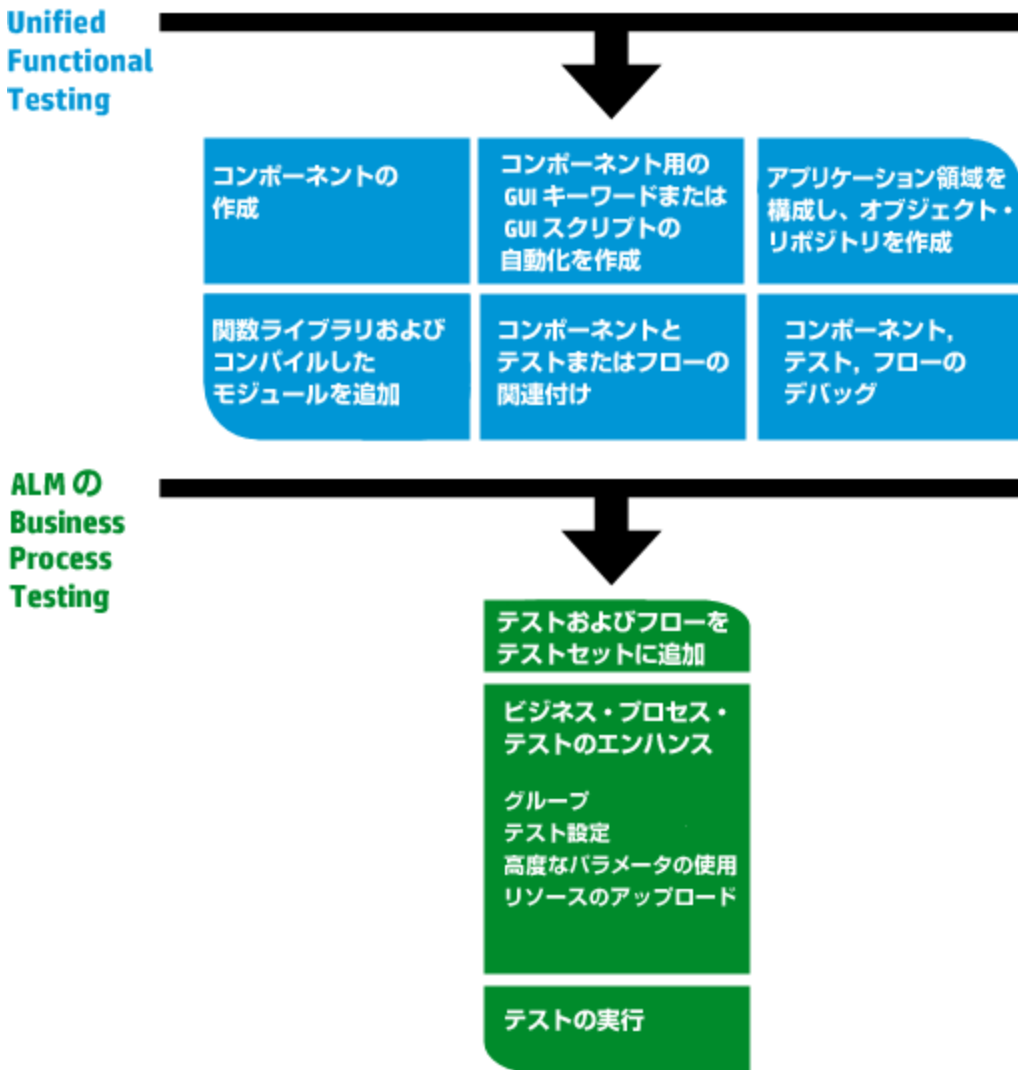 Unified
Functional
Testing
コンポーネントの
作成
コンポーネント用の
GUI キーワードまたは
GUI スクリプトの
自動化を作成
アプリケーション領域を
構成し、オブジェクト・
リポジトリを作成
関数ライブラリおよび
コンパイルした
モジュールを追加
コンポーネントと
テストまたはフローの
関連付け
コンポーネント,
テスト, フローの
デバッグ
ALM の
Business
Process
Testing
テストおよびフローを
テストセットに追加
ビジネス・プロセス・
テストのエンハンス
グループ
テスト設定
高度なパラメータの使用
リソースのアップロード
テストの実行